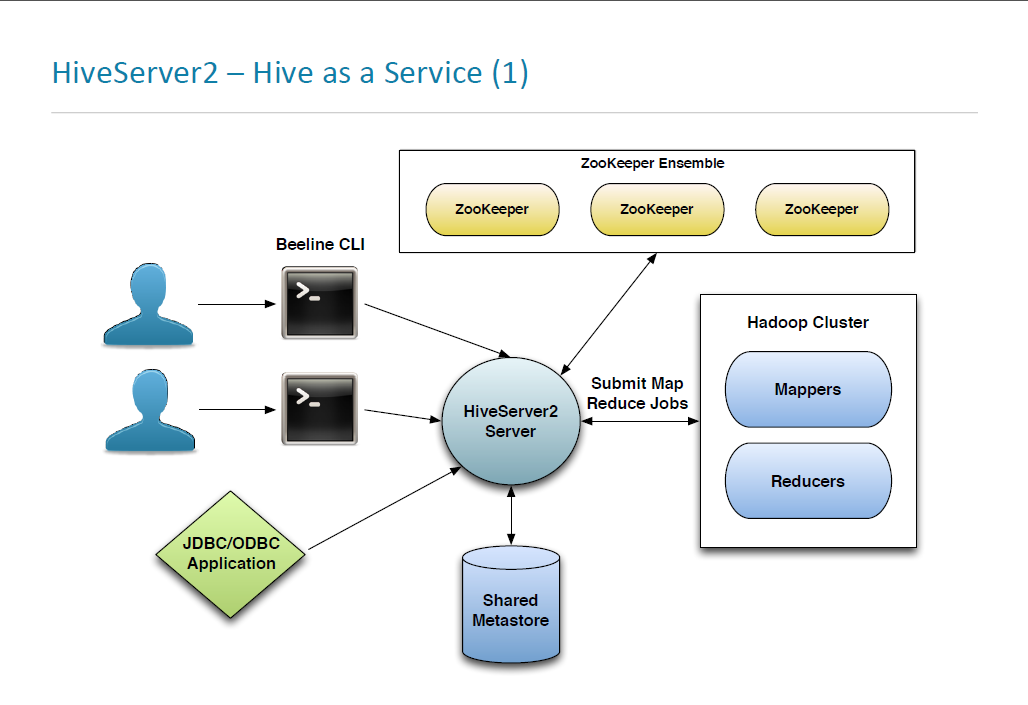 HiveServer2 – Hive as a Service (1)
ZooKeeper Ensemble
ZooKeeper
ZooKeeper
ZooKeeper
Beeline CLI
>_
>_
Hadoop Cluster
Mappers
Reducers
Submit Map
Reduce Jobs
HiveServer2
Server
JDBC/ODBC
Application
Shared
Metastore